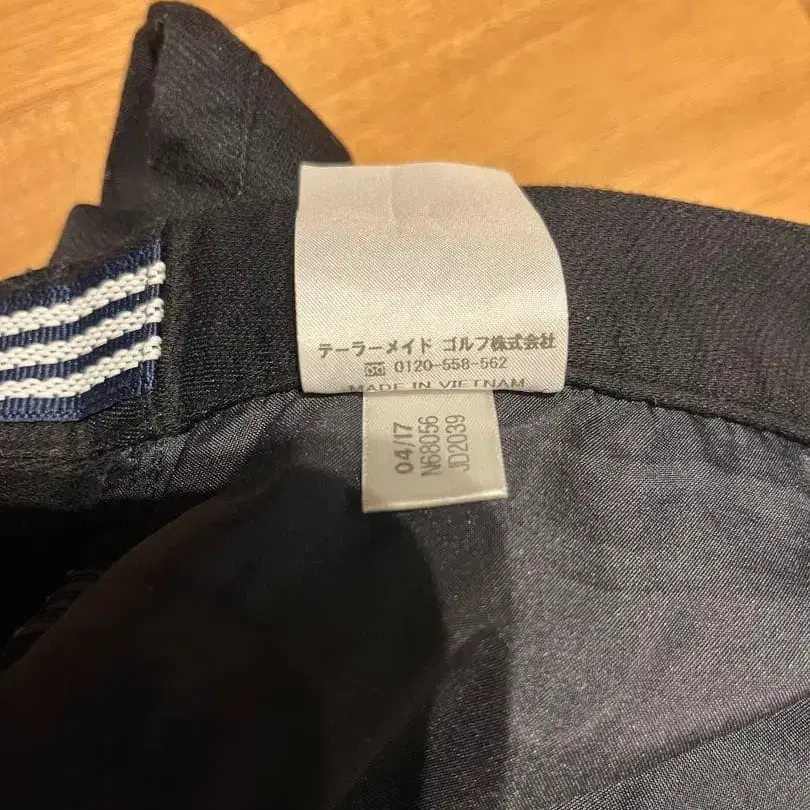 テーラーメイド ゴルフ株式会社
0120-558-562
MADE IN VIETNAM
04/17
N68056
JD2039